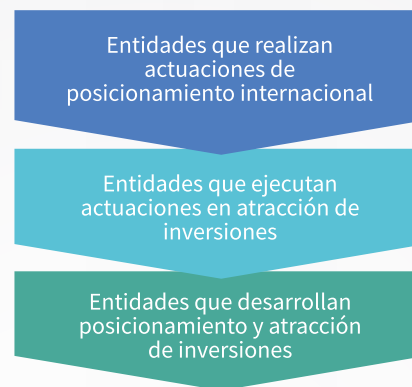 Entidades que realizan
actuaciones de
posicionamiento internacional
Entidades que ejecutan
actuaciones en atracción de
inversiones
Entidades que desarrollan
posicionamiento y atracción
de inversiones